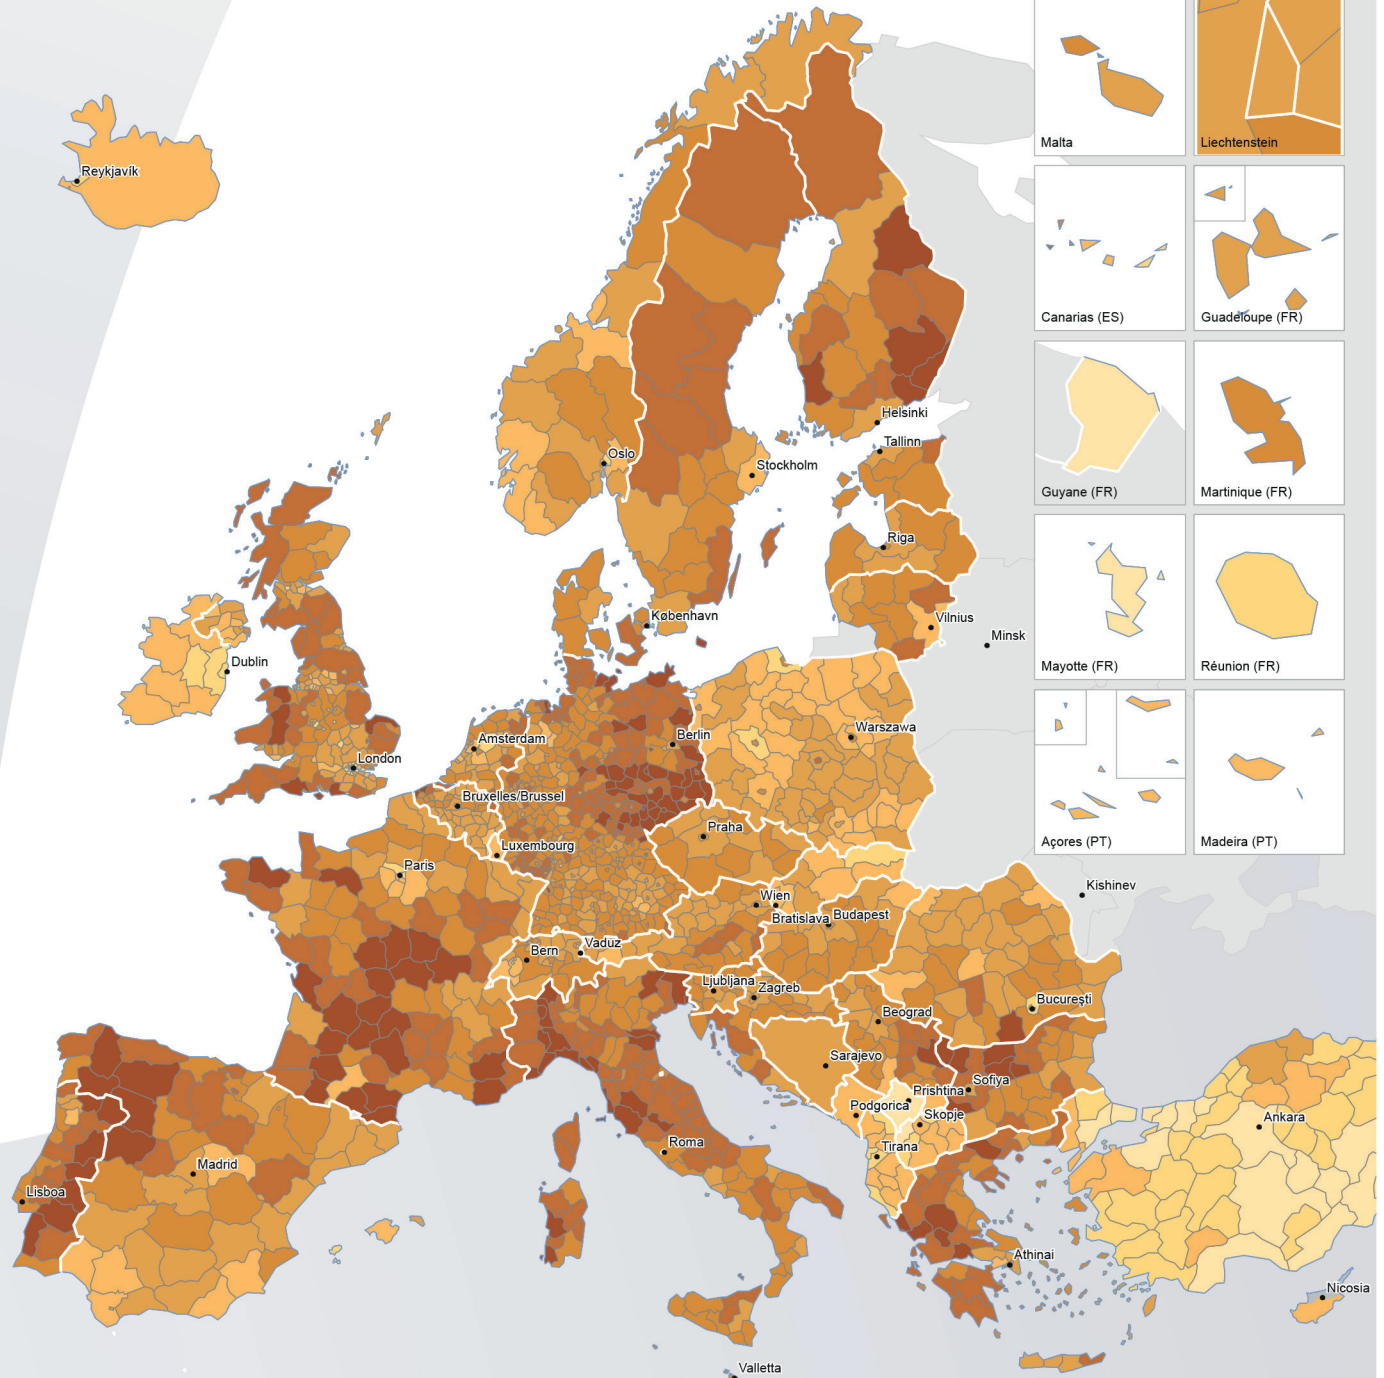 Malta
Liechtenstein
Reykjavík
Canarias (ES)
Guadeloupe (FR)
Helsinki
Tallinn
Oslo
Stockholm
Guyane (FR)
Martinique (FR)
Riga
København
Vilnius
Minsk
Dublin
Mayotte (FR)
Réunion (FR)
Amsterdam
Berlin
Warszawa
London
Bruxelles/Brussel
Praha
Luxembourg
Açores (PT)
Madeira (PT)
Paris
Kishinev
Wien
Bratislava
Budapest
Bern
Vaduz
Ljubljana
Zagreb
Bucureşti
Beograd
Sarajevo
Sofiya
Prishtina
Podgorica
Skopje
Ankara
Roma
Tirana
Madrid
Lisboa
Athinai
Nicosia
Valletta